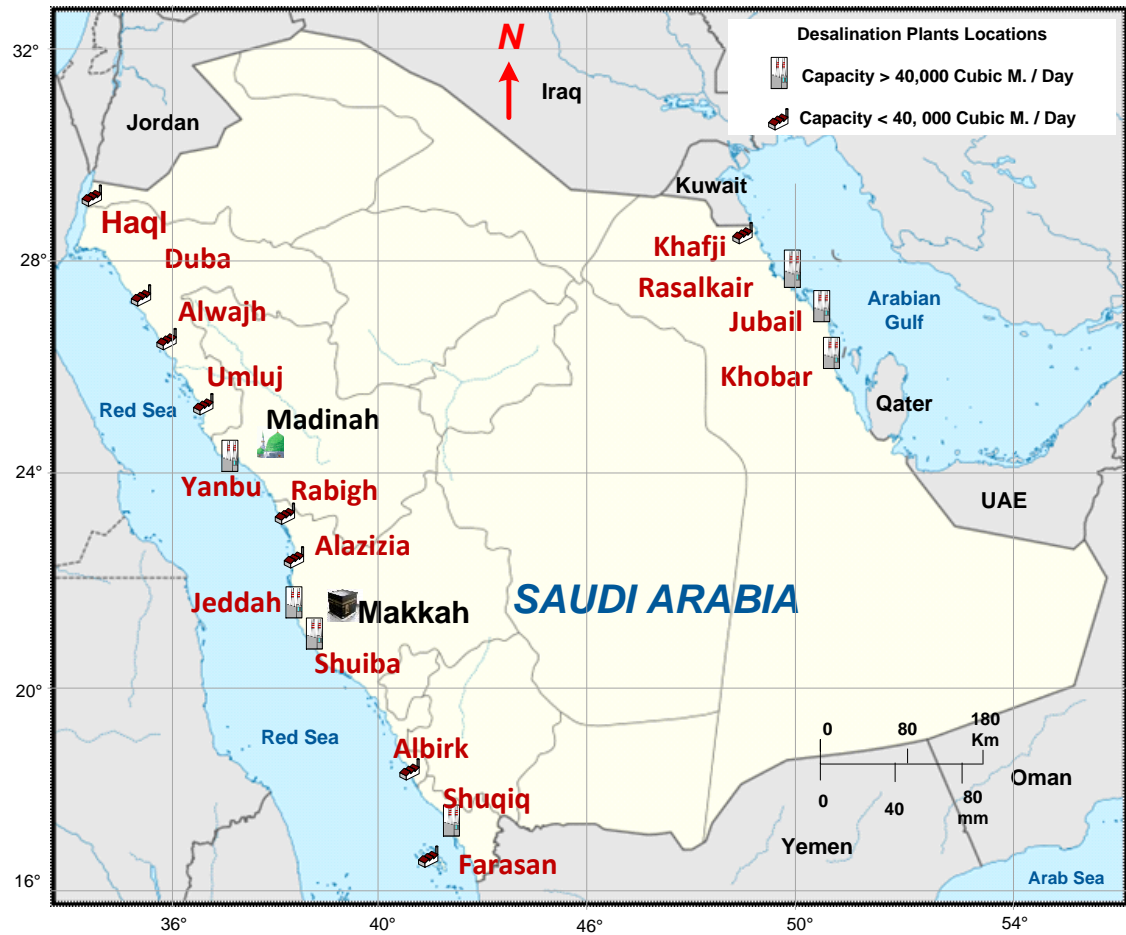 32°
28°
24°
20°
16°
36°
40°
46°
50°
54°
N
Desalination Plants Locations
Capacity > 40,000 Cubic M. / Day
Capacity < 40, 000 Cubic M. / Day
Iraq
Jordan
Kuwait
Haql
Duba
Alwajh
Umluj
Red Sea
Madinah
Yanbu
Rabigh
Alazizia
Jeddah
Makkah
Shuiba
Khafji
Rasalkair
Jubail
Khobar
Arabian
Gulf
Qater
UAE
SAUDI ARABIA
Red Sea
Albirk
Shuqiq
Farasan
0 80 180
Km
0 40 80
mm
Oman
Yemen
Arab Sea